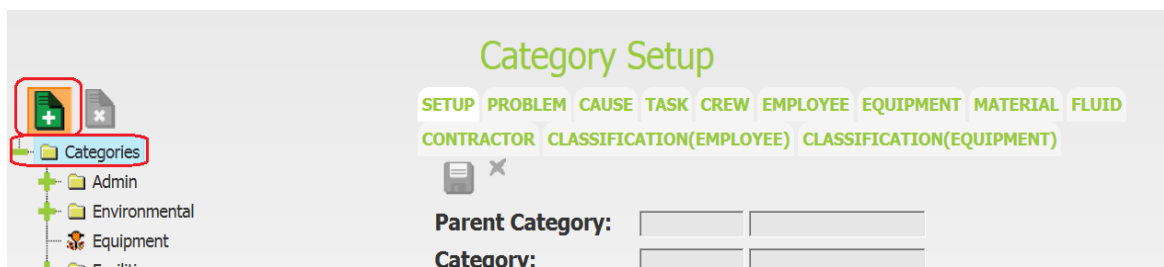 Category Setup
SETUP PROBLEM CAUSE TASK CREW EMPLOYEE EQUIPMENT MATERIAL FLUID
CONTRACTOR CLASSIFICATION(EMPLOYEE) CLASSIFICATION(EQUIPMENT)
Categories
Admin
Environmental
Equipment
Parent Category:
Category: